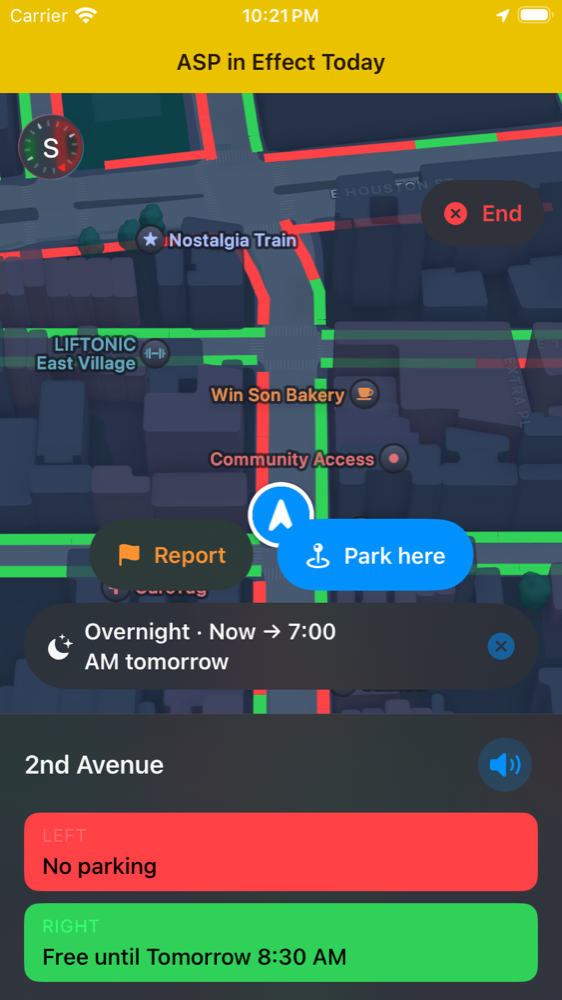 Carrier
10:21 PM
ASP in Effect Today
S
E HOUSTON ST
End
Nostalgia Train
LIFTONIC
East Village
EXTRA PL
Win Son Bakery
Community Access
Report
Park here
Overnight · Now → 7:00
AM tomorrow
2nd Avenue
LEFT
No parking
RIGHT
Free until Tomorrow 8:30 AM